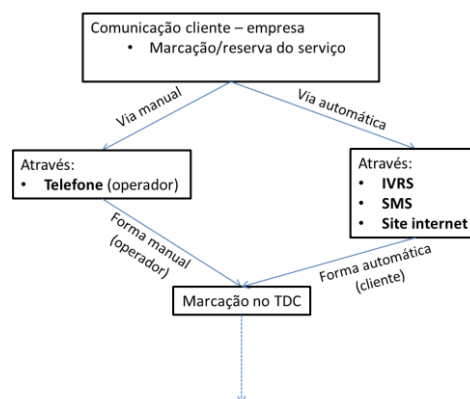 Comunicação cliente – empresa
• Marcação/reserva do serviço
Via manual
Via automática
Através:
• Telefone (operador)
Através:
• IVRS
• SMS
• Site internet
Forma manual
(operador)
Forma automática
(cliente)
Marcação no TDC